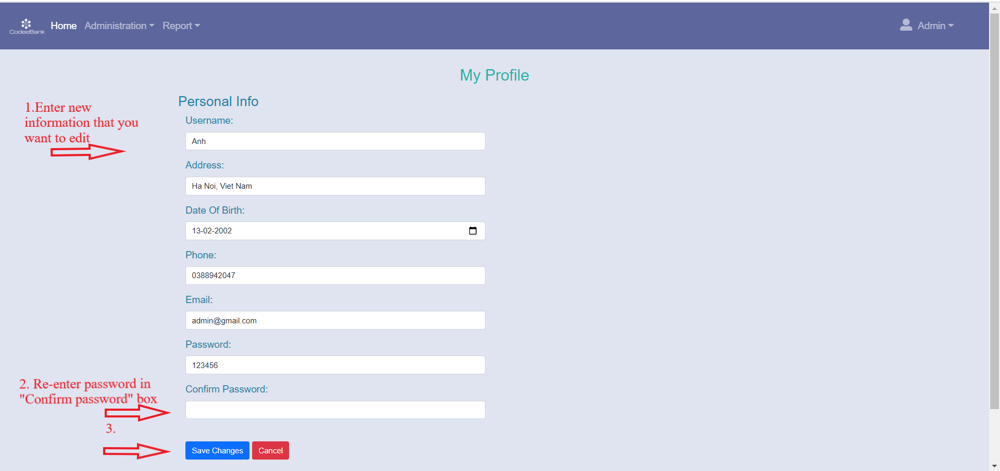 CodeeBank
Home Administration Report
Admin
My Profile
Personal Info
1.Enter new
information that you
want to edit
Username:
Anh
Address:
Ha Noi, Viet Nam
Date Of Birth:
13-02-2002
Phone:
0388942047
Email:
admin@gmail.com
Password:
123456
2. Re-enter password in
"Confirm password" box
Confirm Password:
3.
Save Changes Cancel